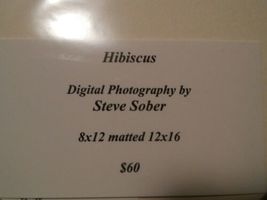 Hibiscus
Digital Photography by
Steve Sober
8x12 matted 12x16
$60